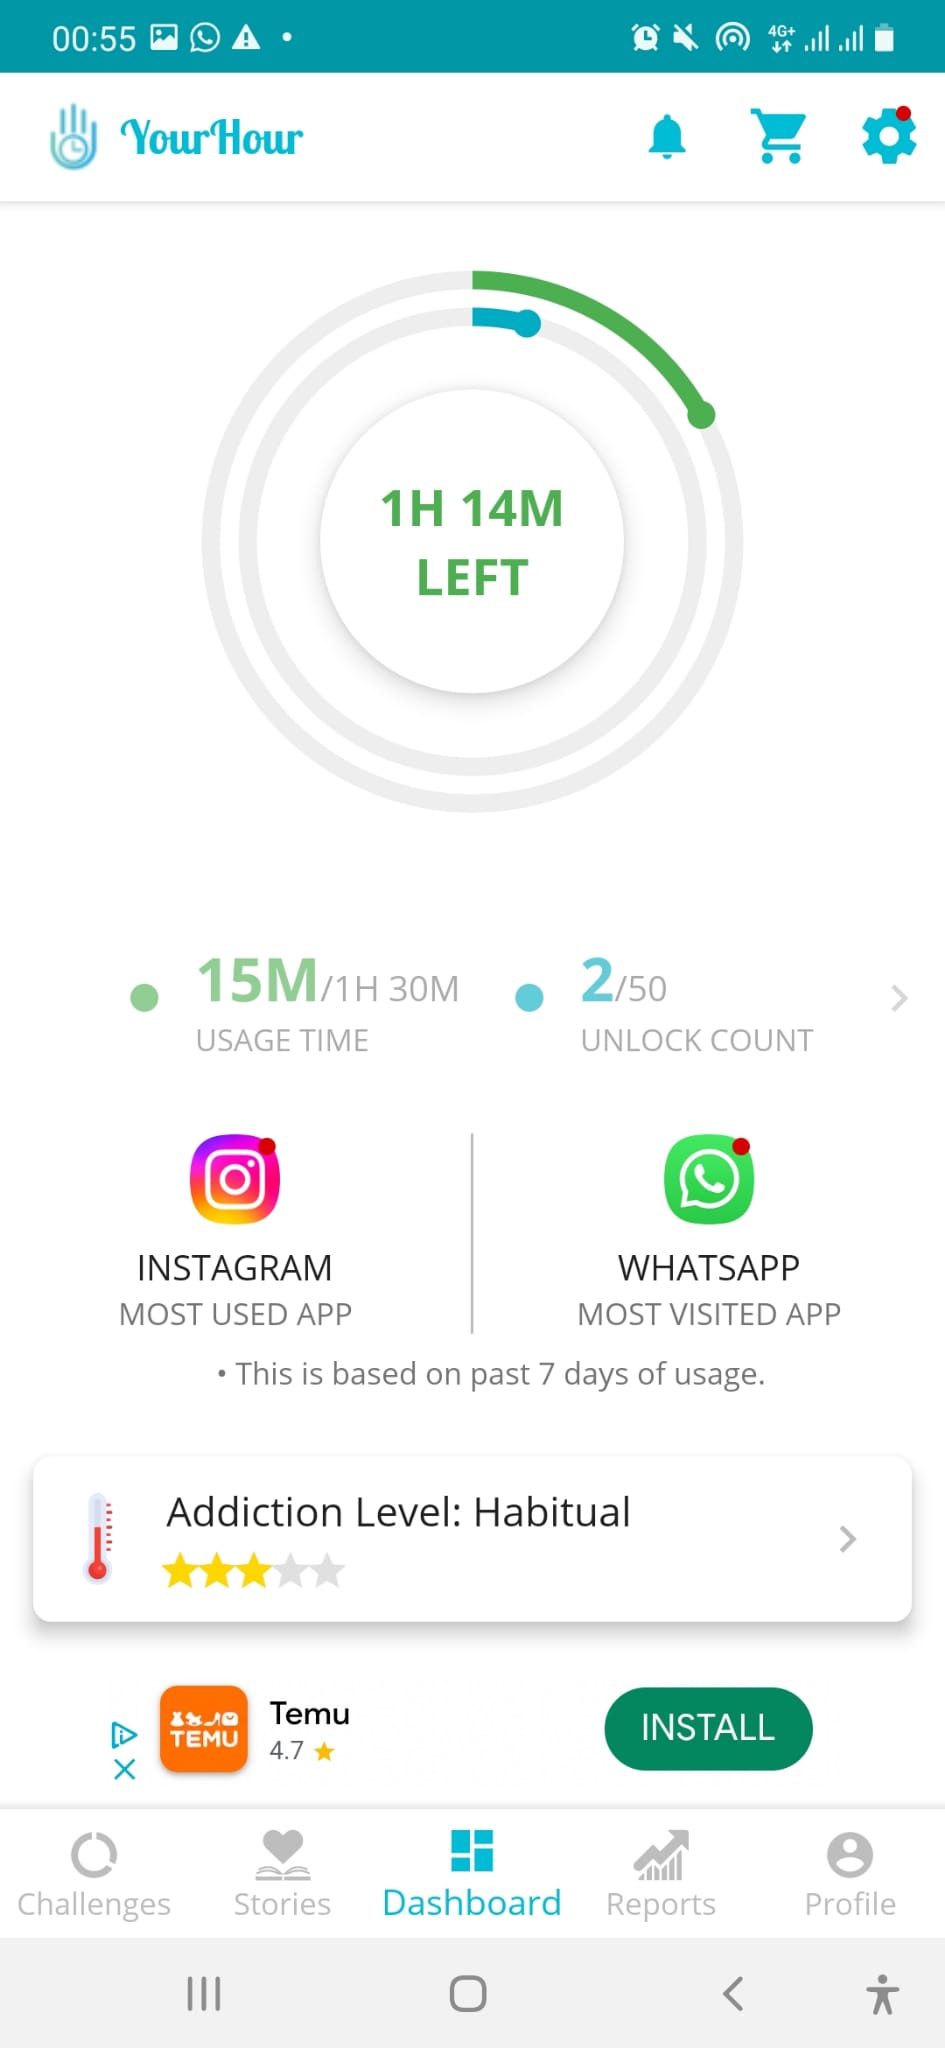 00:55
4G+
YourHour
1H 14M
LEFT
15M/1H 30M
USAGE TIME
2/50
UNLOCK COUNT
INSTAGRAM
MOST USED APP
WHATSAPP
MOST VISITED APP
• This is based on past 7 days of usage.
Addiction Level: Habitual
TEMU
Temu
4.7
INSTALL
Challenges
Stories
Dashboard
Reports
Profile